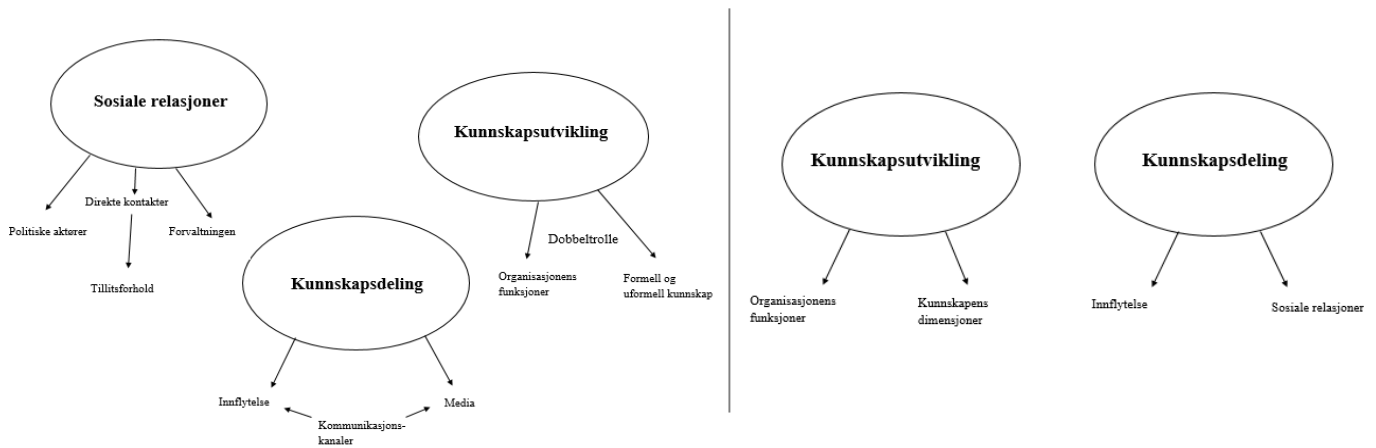 Sosiale relasjoner
Politiske aktører
Direkte kontakter
Forvaltningen
Tillitsforhold
Kunnskapsutvikling
Dobbeltrolle
Organisasjonens
funksjoner
Formell og
uformell kunnskap
Kunnskapsdeling
Innflytelse
Media
Kommunikasjons-
kanaler
Kunnskapsutvikling
Organisasjonens
funksjoner
Kunnskapens
dimensjoner
Kunnskapsdeling
Innflytelse
Sosiale relasjoner